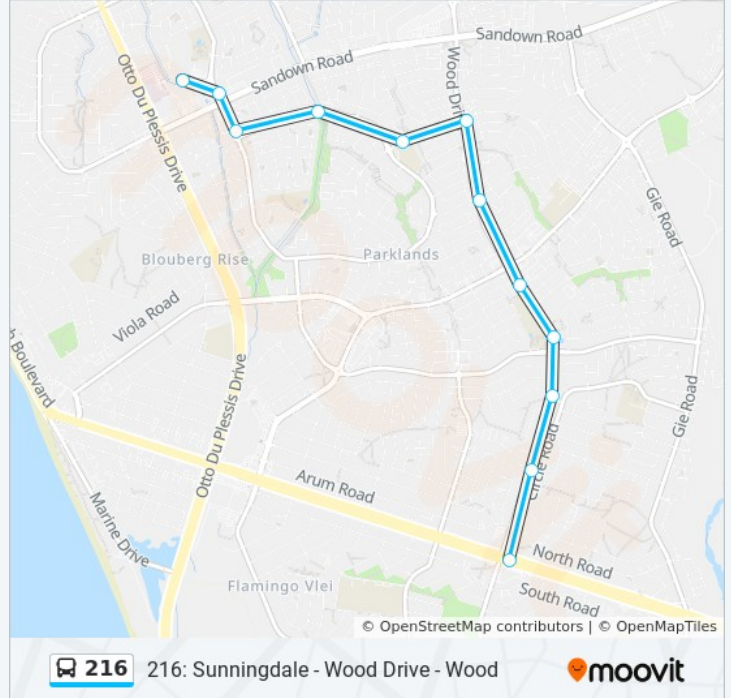 Sandown Road
Sandown Road
Wood Dri
Otto Du Plessis Drive
Gie Road
Parklands
Blouberg Rise
Viola Road
h Boulevard
Otto Du Plessis Drive
Gie Road
Circle Road
Arum Road
Marine Drive
North Road
Flamingo Vlei
South Road
© OpenStreetMap contributors | © OpenMapTiles
216 216: Sunningdale - Wood Drive - Wood moovit